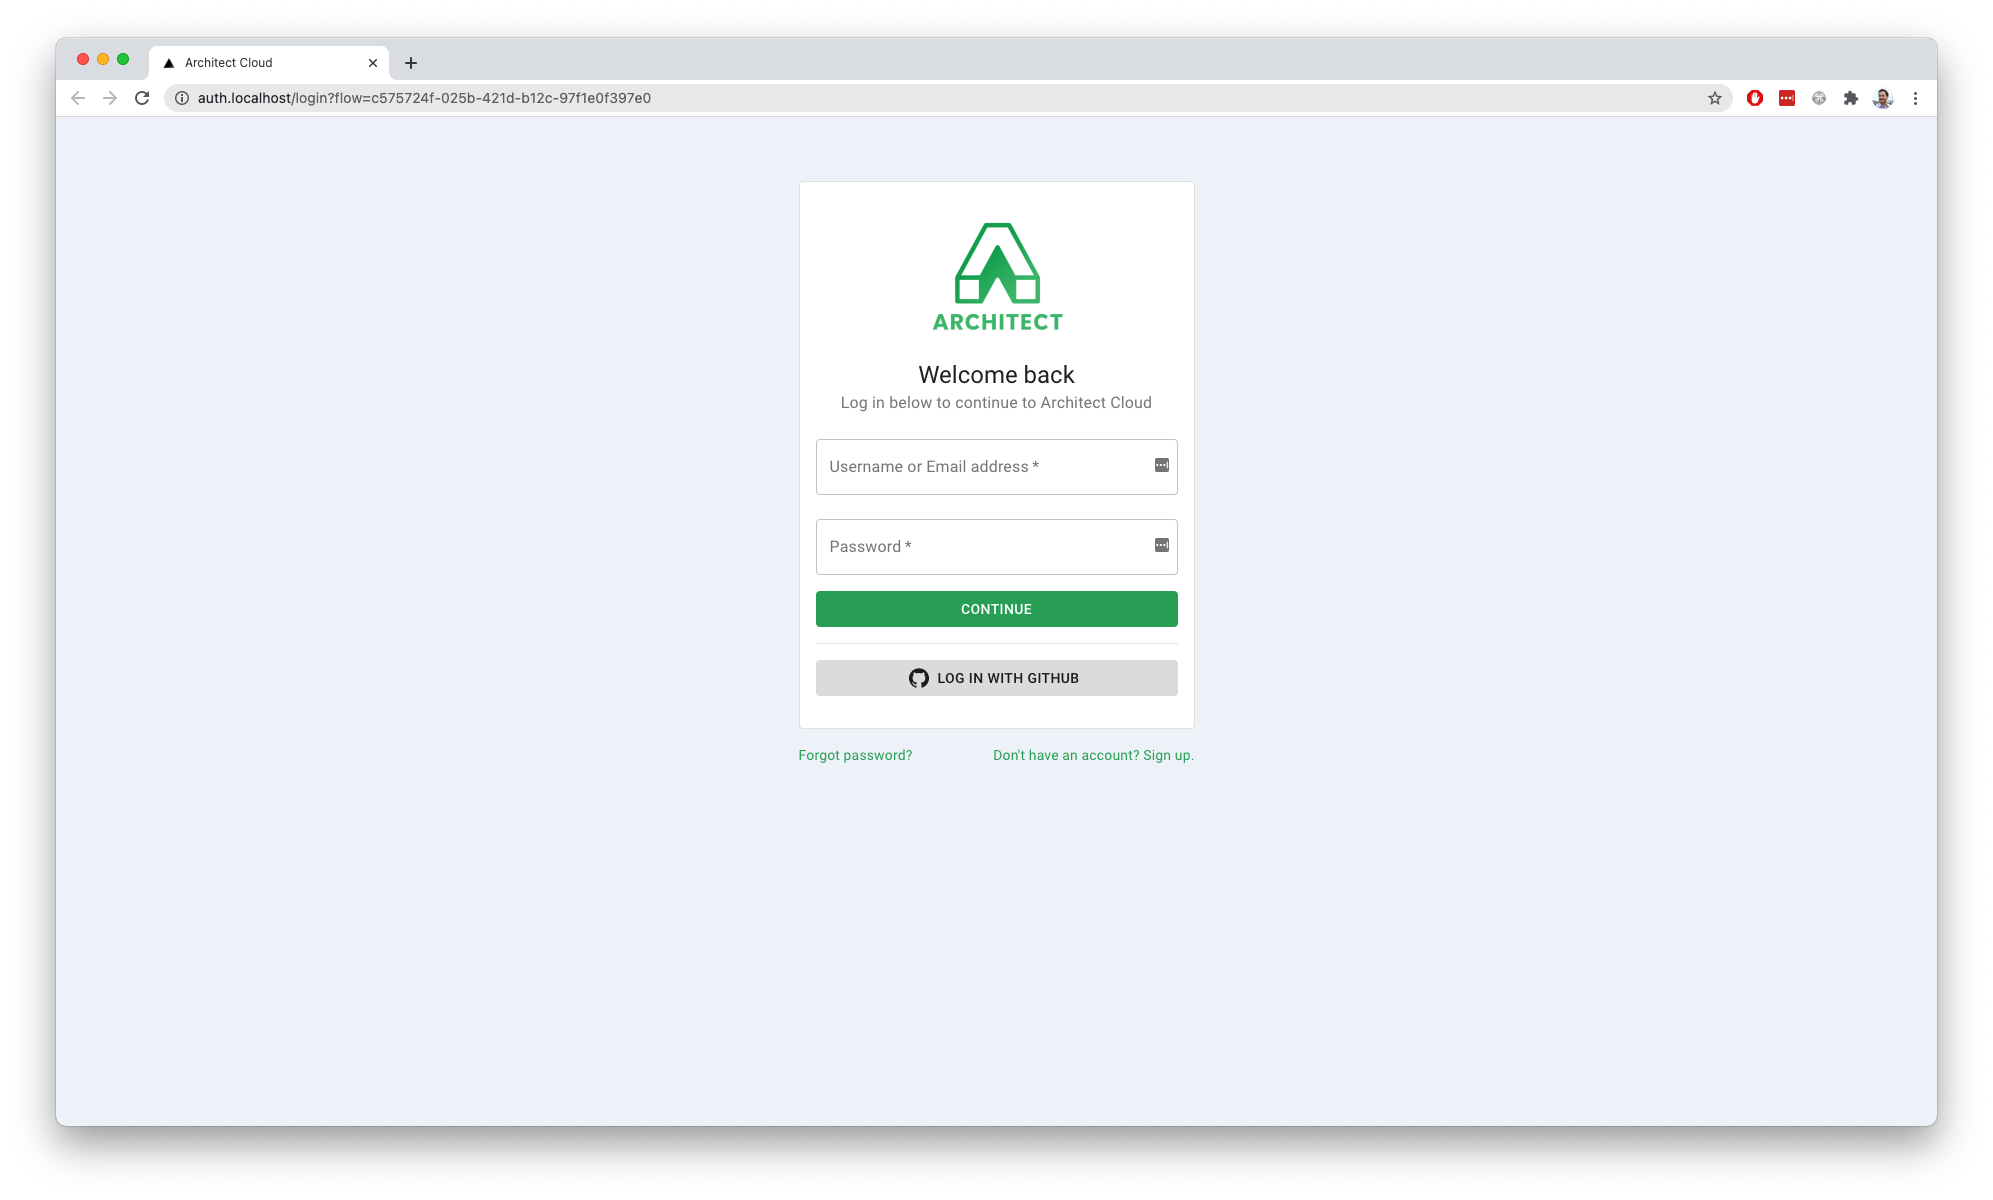 Architect Cloud
auth.localhost/login?flow=c575724f-025b-421d-b12c-97f1e0f397e0
ARCHITECT
Welcome back
Log in below to continue to Architect Cloud
Username or Email address *
Password *
CONTINUE
LOG IN WITH GITHUB
Forgot password?
Don't have an account? Sign up.